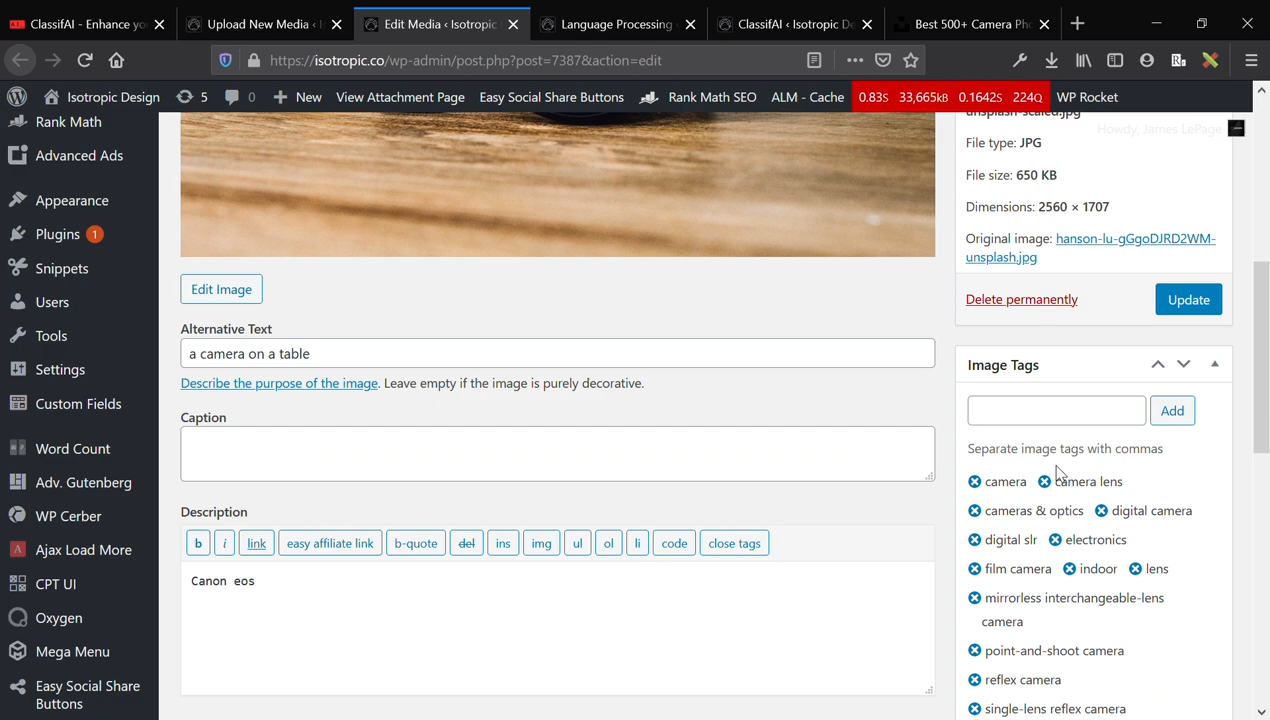 ClassifAI - Enhance yo
Upload New Media ‹ I
Edit Media ‹ Isotropic
Language Processing
ClassifAI ‹ Isotropic De
Best 500+ Camera Ph
https://isotropic.co/wp-admin/post.php?post=7387&action=edit
Isotropic Design
5
0
New
View Attachment Page
Easy Social Share Buttons
Rank Math SEO
ALM - Cache
0.83S 33,665KB 0.1642S 224Q
WP Rocket
Howdy, James LePage
Rank Math
Advanced Ads
Appearance
Plugins 1
Snippets
Users
Tools
Settings
Custom Fields
Word Count
Adv. Gutenberg
WP Cerber
Ajax Load More
CPT UI
Oxygen
Mega Menu
Easy Social Share
Buttons
Edit Image
Alternative Text
a camera on a table
Describe the purpose of the image. Leave empty if the image is purely decorative.
Caption
Description
b i link easy affiliate link b-quote del ins img ul ol li code close tags
Canon eos
unsplash-scaled.jpg
File type: JPG
File size: 650 KB
Dimensions: 2560 × 1707
Original image: hanson-lu-gGgoDJRD2WM-
unsplash.jpg
Delete permanently
Update
Image Tags
Add
Separate image tags with commas
camera camera lens
cameras & optics digital camera
digital slr electronics
film camera indoor lens
mirrorless interchangeable-lens
camera
point-and-shoot camera
reflex camera
single-lens reflex camera